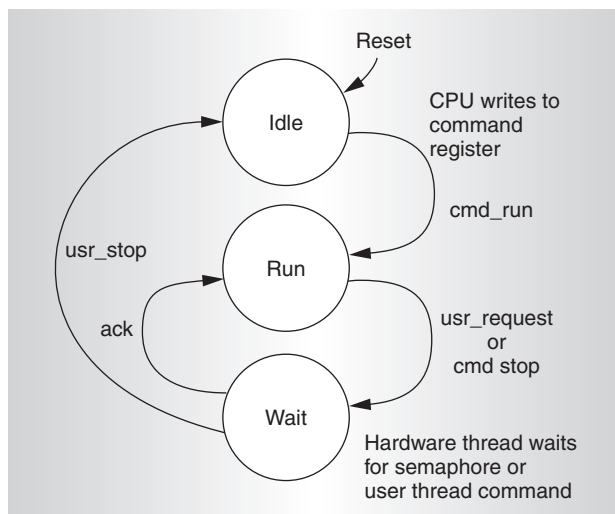 Reset
Idle
CPU writes to
command
register
cmd_run
usr_stop
Run
ack
usr_request
or
cmd stop
Wait
Hardware thread waits
for semaphore or
user thread command